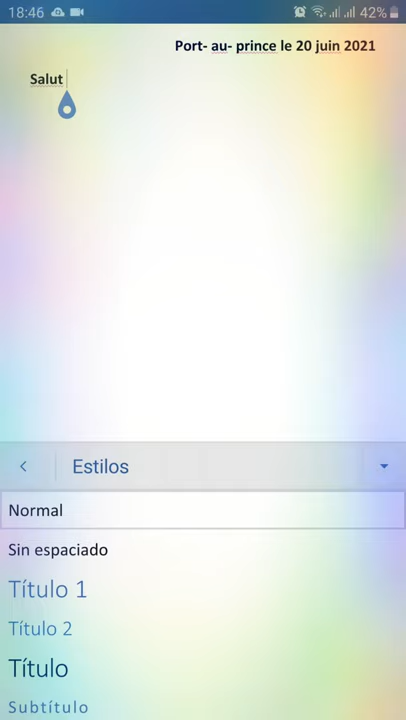 18:46 42%
Port- au- prince le 20 juin 2021
Salut
Estilos
Normal
Sin espaciado
Título 1
Título 2
Título
Subtítulo